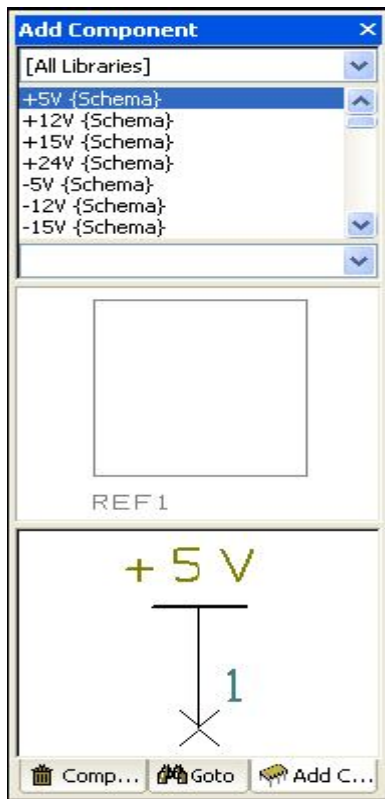 Add Component
[All Libraries]
+5V {Schema}
+12V {Schema}
+15V {Schema}
+24V {Schema}
-5V {Schema}
-12V {Schema}
-15V {Schema}
REF1
+5V
1
Comp... Goto Add C...